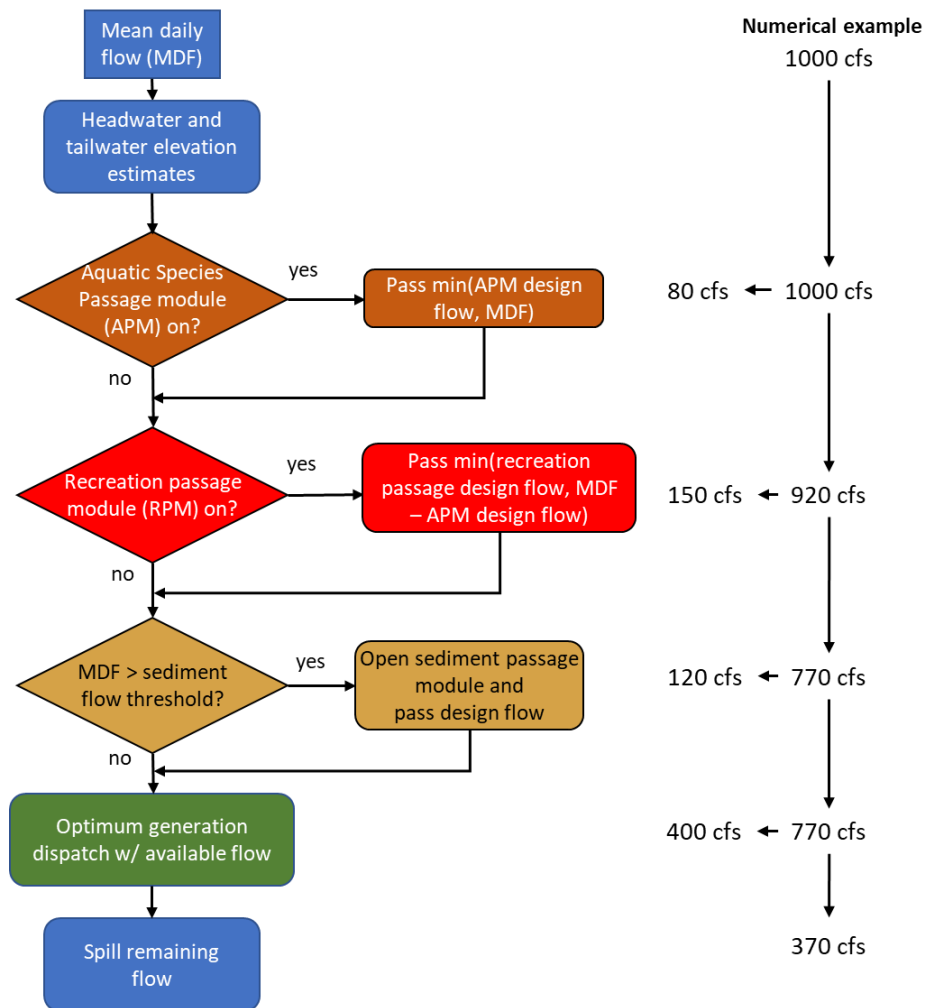 Mean daily
flow (MDF)
Numerical example
1000 cfs
Headwater and
tailwater elevation
estimates
Aquatic Species
Passage module
(APM) on?
yes
Pass min(APM design
flow, MDF)
80 cfs
1000 cfs
no
Recreation passage
module (RPM) on?
yes
Pass min(recreation
passage design flow, MDF
– APM design flow)
150 cfs
920 cfs
no
MDF > sediment
flow threshold?
yes
Open sediment passage
module and
pass design flow
120 cfs
770 cfs
no
Optimum generation
dispatch w/ available flow
400 cfs
770 cfs
Spill remaining
flow
370 cfs